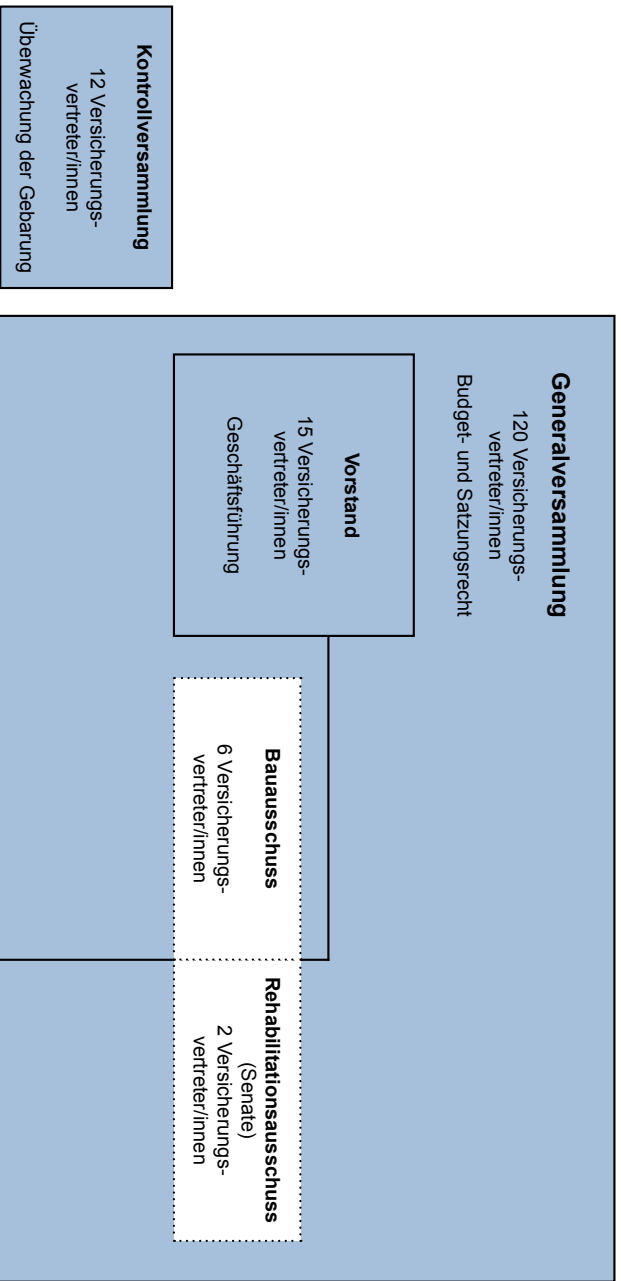 Generalversammlung
120 Versicherungs-
vertreter/innen
Budget- und Satzungsrecht
Vorstand
15 Versicherungs-
vertreter/innen
Geschäftsführung
Bauausschuss
6 Versicherungs-
vertreter/innen
Rehabilitationsausschuss
(Senate)
2 Versicherungs-
vertreter/innen
Kontrollversammlung
12 Versicherungs-
vertreter/innen
Überwachung der Gebarung